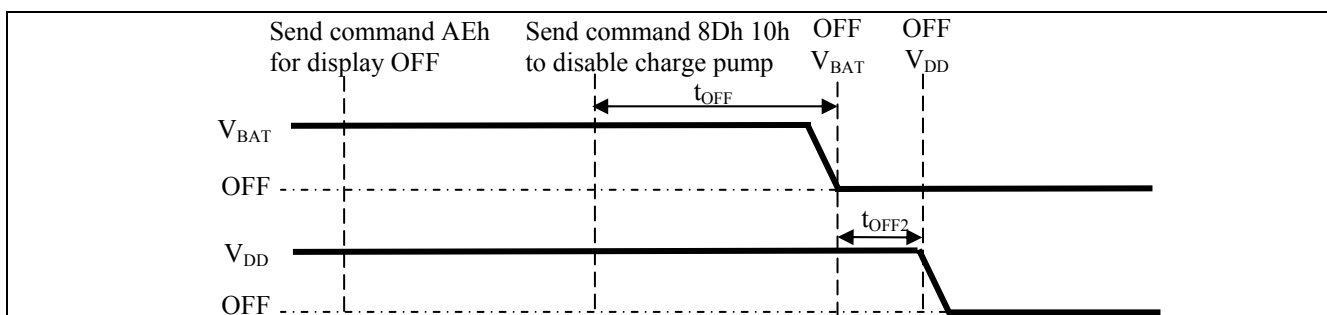 Send command AEh
for display OFF
Send command 8Dh 10h
to disable charge pump
OFF
VBAT
OFF
VDD
tOFF
VBAT
OFF
tOFF2
VDD
OFF